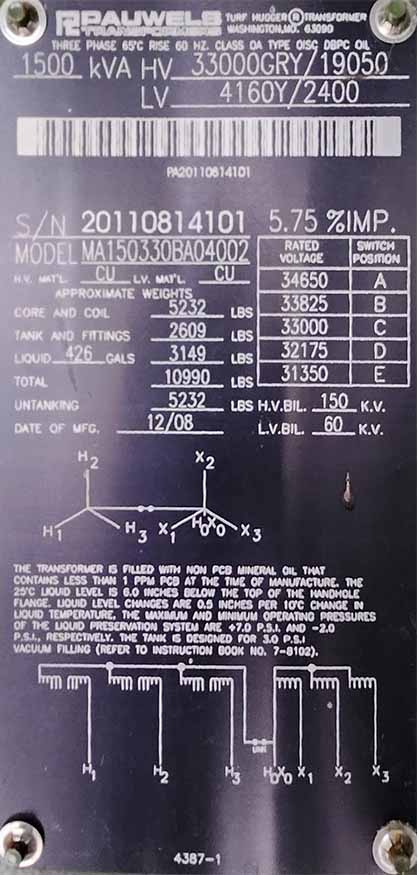 PAUWELS TURF HUGGER ® TRANSFORMER
TRANSFORMERS WASHINGTON, MO. 63090
THREE PHASE 65°C RISE 60 HZ. CLASS OA TYPE OISC DBPC OIL
1500 kVA HV 33000GRY/19050
LV 4160Y/2400
PA20110814101
S/N 20110814101 5.75 %IMP.
MODEL MA150330BA04002
H.V. MAT'L. CU L.V. MAT'L. CU
APPROXIMATE WEIGHTS
CORE AND COIL 5232 LBS
TANK AND FITTINGS 2609 LBS
LIQUID 426 GALS 3149 LBS
TOTAL 10990 LBS
UNTANKING 5232 LBS
DATE OF MFG. 12/08
RATED VOLTAGE SWITCH POSITION
34650 A
33825 B
33000 C
32175 D
31350 E
H.V.BIL. 150 K.V.
L.V.BIL. 60 K.V.
H2 X2
H1 H3 X1 H0X0 X3
THE TRANSFORMER IS FILLED WITH NON PCB MINERAL OIL THAT
CONTAINS LESS THAN 1 PPM PCB AT THE TIME OF MANUFACTURE. THE
25°C LIQUID LEVEL IS 6.0 INCHES BELOW THE TOP OF THE HANDHOLE
FLANGE. LIQUID LEVEL CHANGES ARE 0.5 INCHES PER 10°C CHANGE IN
LIQUID TEMPERATURE. THE MAXIMUM AND MINIMUM OPERATING PRESSURES
OF THE LIQUID PRESERVATION SYSTEM ARE +7.0 P.S.I. AND -2.0
P.S.I., RESPECTIVELY. THE TANK IS DESIGNED FOR 3.0 P.S.I
VACUUM FILLING (REFER TO INSTRUCTION BOOK NO. 7-8102).
LINK
H1 H2 H3 H0X0 X1 X2 X3
4387-1